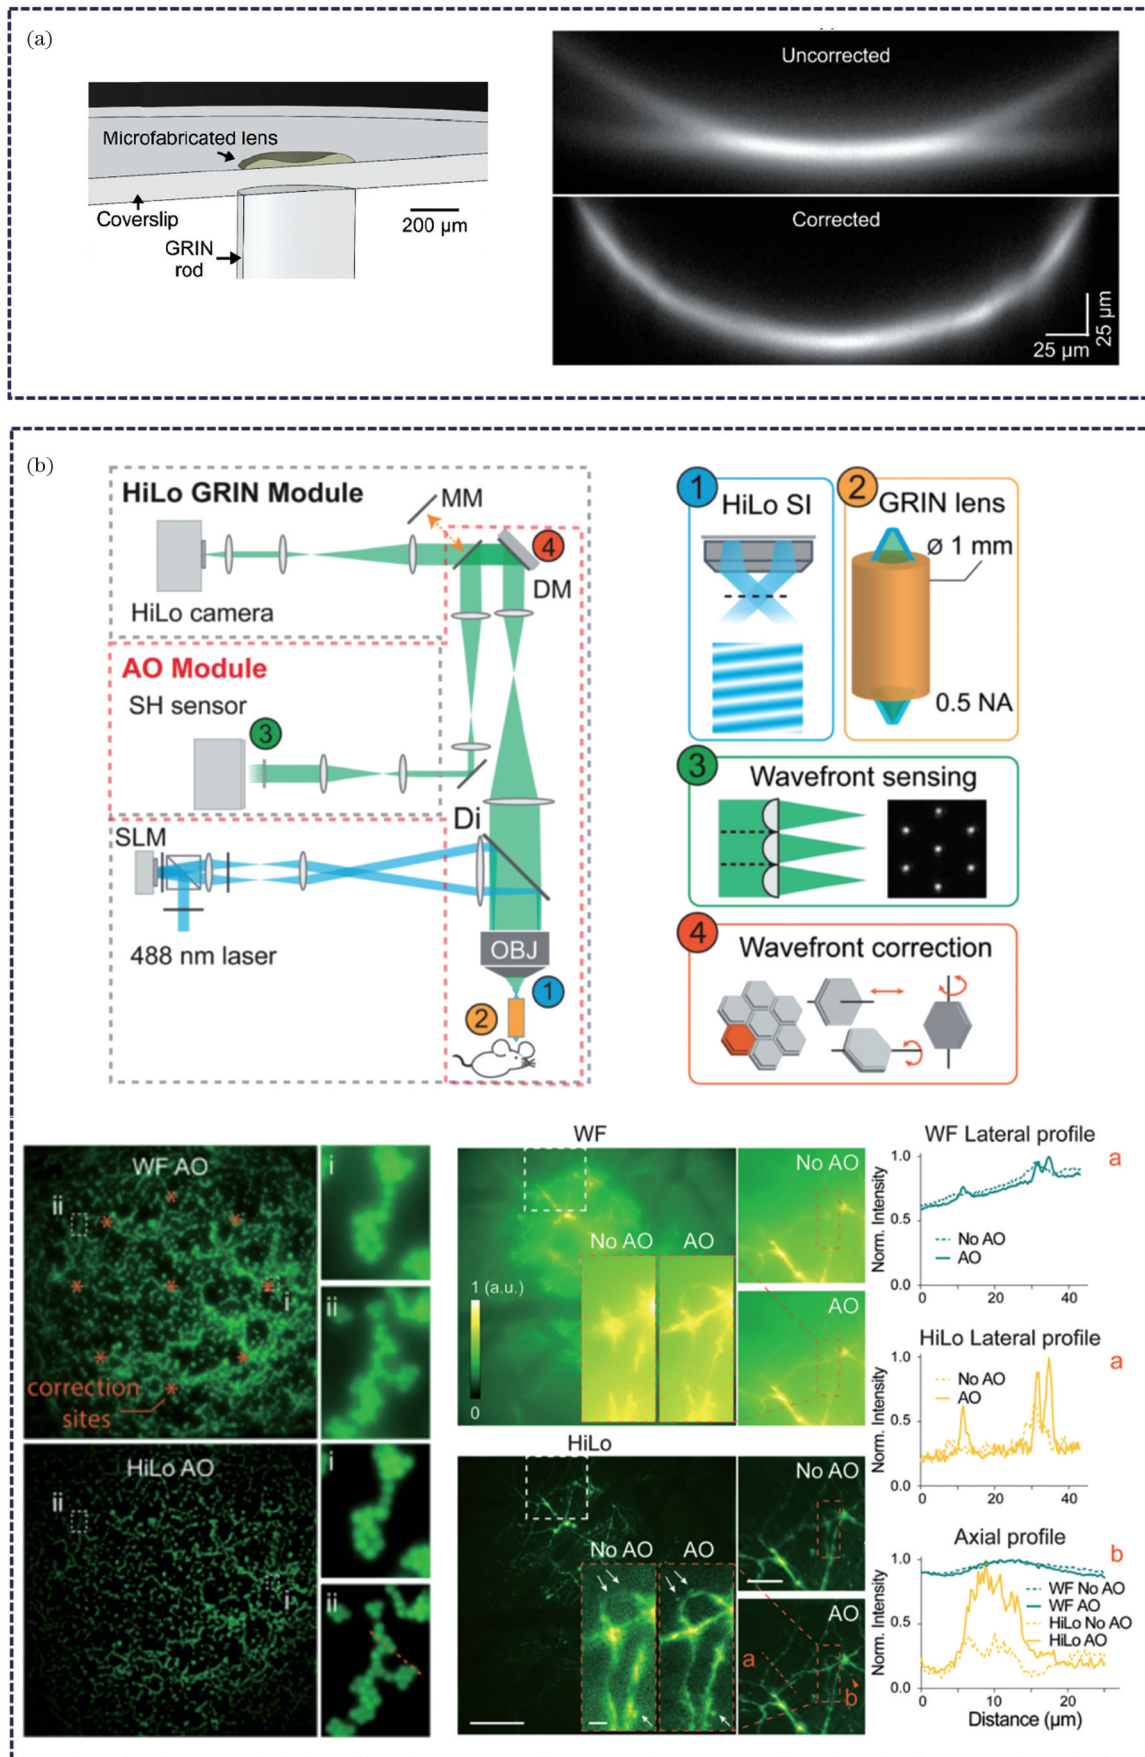 (a)
Microfabricated lens
Coverslip
GRIN
rod
200 μm
Uncorrected
Corrected
25 μm
25 μm
(b)
HiLo GRIN Module
MM
4
DM
HiLo camera
AO Module
SH sensor
3
Di
SLM
488 nm laser
OBJ
1
2
1
HiLo SI
2
GRIN lens
ø 1 mm
0.5 NA
3
Wavefront sensing
4
Wavefront correction
WF AO
ii
i
correction
sites
i
ii
HiLo AO
ii
i
i
ii
WF
No AO
AO
1 (a.u.)
0
No AO
AO
HiLo
No AO
AO
No AO
AO
a
b
WF Lateral profile
a
Norm. Intensity
1.0
0.5
0.0
No AO
AO
0
20
40
HiLo Lateral profile
a
Norm. Intensity
1.0
0.5
0.0
No AO
AO
0
20
40
Axial profile
b
Norm. Intensity
1.0
0.5
0.0
WF No AO
WF AO
HiLo No AO
HiLo AO
0
10
20
Distance (μm)